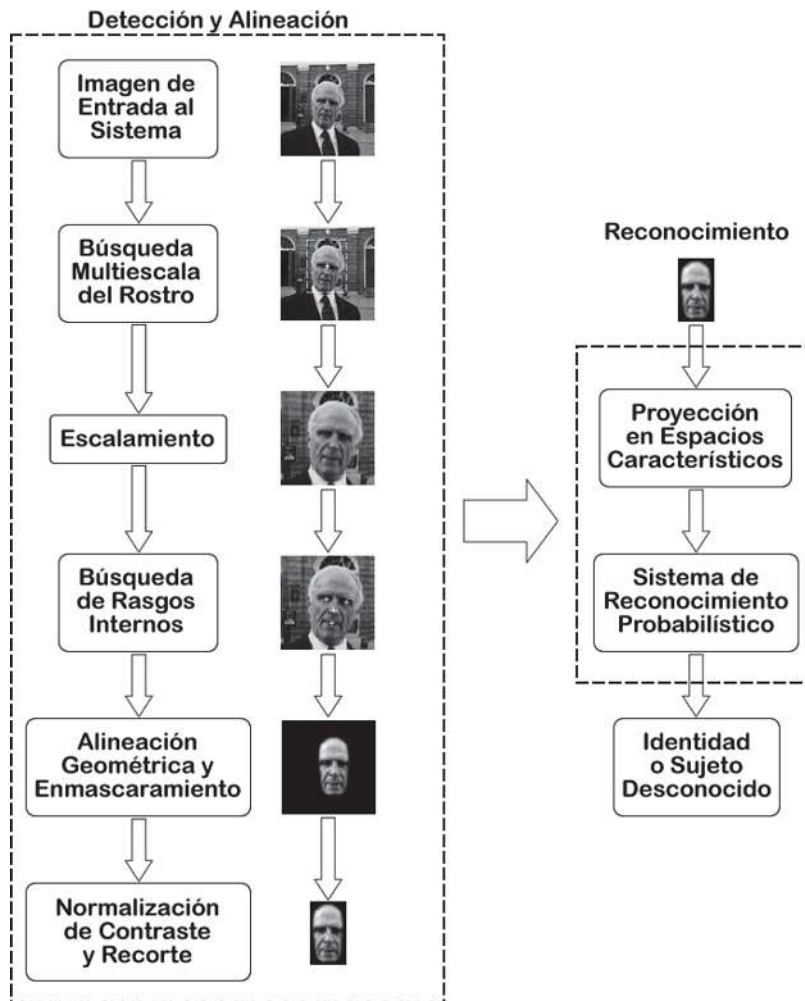 Detección y Alineación
Imagen de
Entrada al
Sistema
Búsqueda
Multiescala
del Rostro
Escalamiento
Búsqueda
de Rasgos
Internos
Alineación
Geométrica y
Enmascaramiento
Normalización
de Contraste
y Recorte
Reconocimiento
Proyección
en Espacios
Característicos
Sistema de
Reconocimiento
Probabilístico
Identidad
o Sujeto
Desconocido